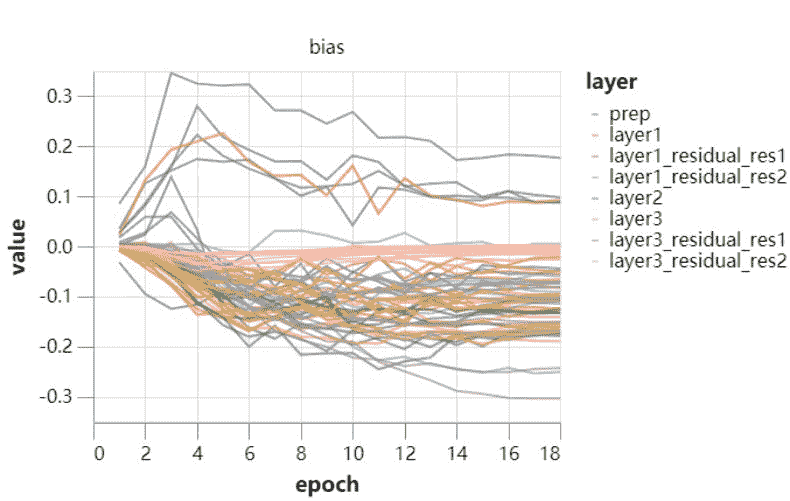 bias
layer
prep
layer1
layer1_residual_res1
layer1_residual_res2
layer2
layer3
layer3_residual_res1
layer3_residual_res2
value
0.3
0.2
0.1
0.0
-0.1
-0.2
-0.3
0 2 4 6 8 10 12 14 16 18
epoch